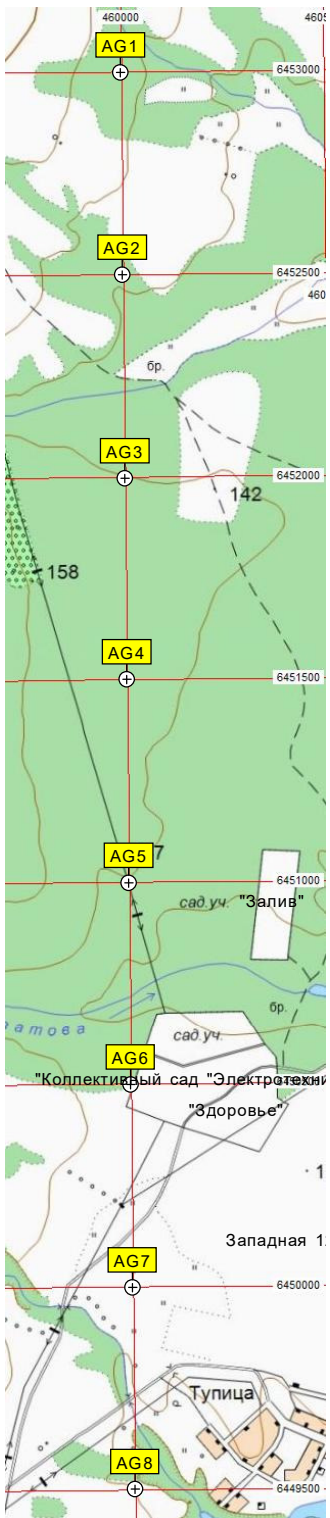 460000
AG1
6453000
AG2
6452500
бр.
AG3
6452000
142
158
AG4
6451500
AG5
7
6451000
сад.уч. "Залив"
бр.
сад.уч.
AG6
"Коллективный сад "Электротехни
"Здоровье"
Западная
AG7
6450000
Тупица
AG8
6449500